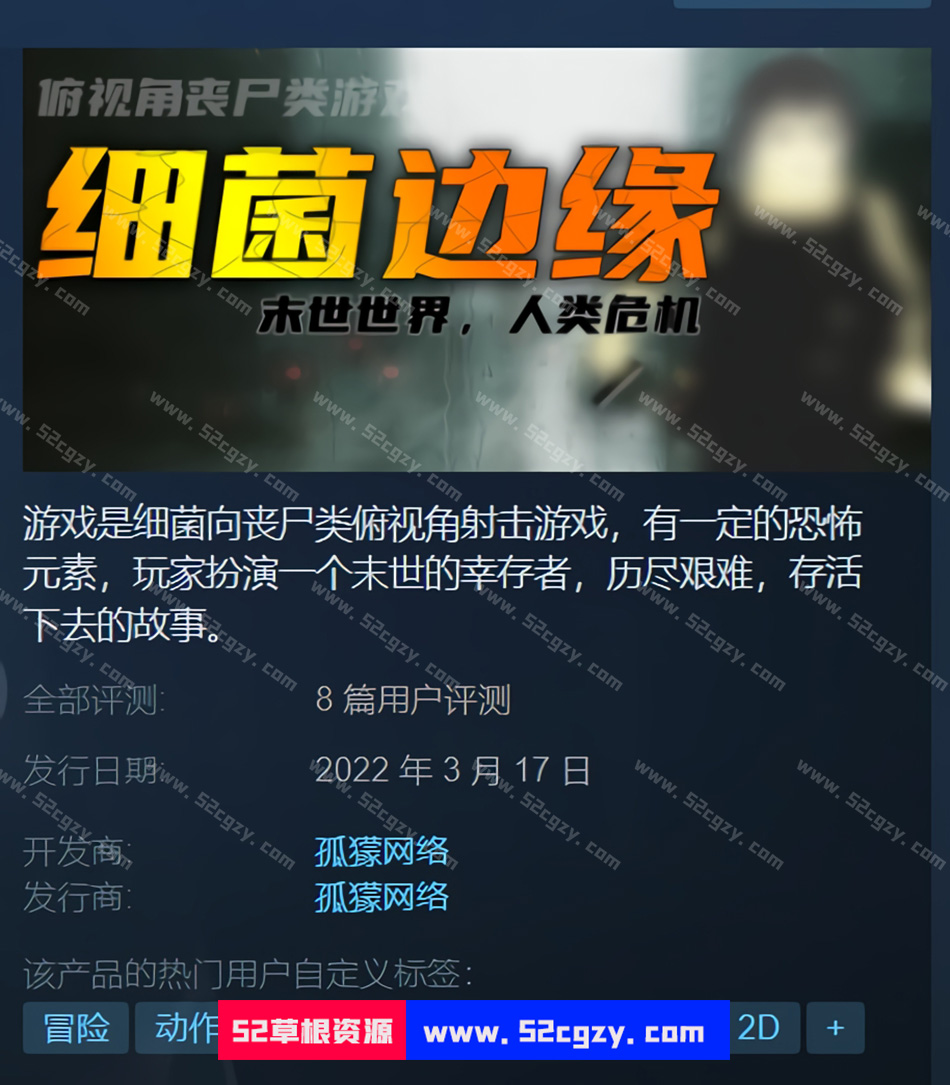 俯视角丧尸类游戏
细菌边缘
末世世界，人类危机
游戏是细菌向丧尸类俯视角射击游戏，有一定的恐怖
元素，玩家扮演一个末世的幸存者，历尽艰难，存活
下去的故事。
全部评测: 8 篇用户评测
发行日期: 2022 年 3 月 17 日
开发商: 孤獴网络
发行商: 孤獴网络
该产品的热门用户自定义标签:
冒险 动作 2D +
52草根资源 www.52cgzy.com